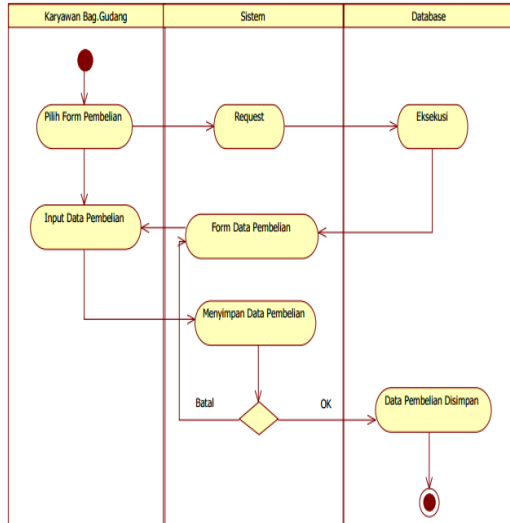 Karyawan Bag.Gudang
Sistem
Database
Pilih Form Pembelian
Request
Eksekusi
Input Data Pembelian
Form Data Pembelian
Menyimpan Data Pembelian
Batal
OK
Data Pembelian Disimpan